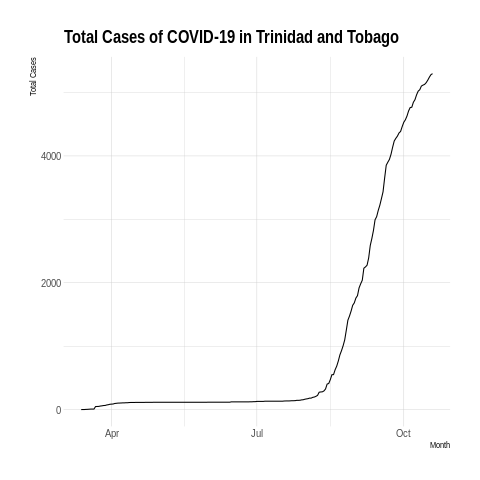 Total Cases of COVID-19 in Trinidad and Tobago
Total Cases
4000
2000
0
Apr
Jul
Oct
Month